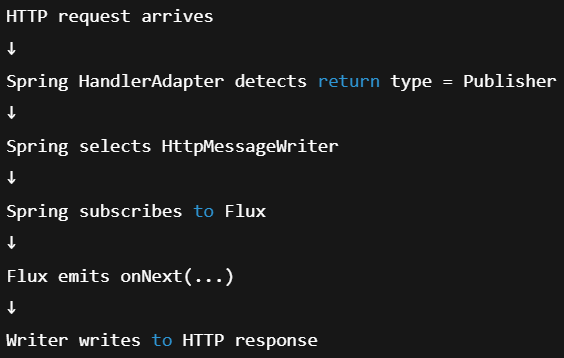 HTTP request arrives
↓
Spring HandlerAdapter detects return type = Publisher
↓
Spring selects HttpMessageWriter
↓
Spring subscribes to Flux
↓
Flux emits onNext(...)
↓
Writer writes to HTTP response